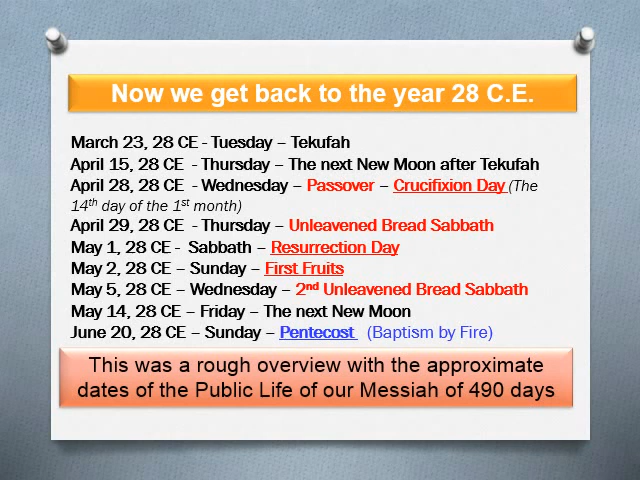 Now we get back to the year 28 C.E.
March 23, 28 CE - Tuesday – Tekufah
April 15, 28 CE - Thursday – The next New Moon after Tekufah
April 28, 28 CE - Wednesday – Passover – Crucifixion Day (The
14th day of the 1st month)
April 29, 28 CE - Thursday – Unleavened Bread Sabbath
May 1, 28 CE - Sabbath – Resurrection Day
May 2, 28 CE – Sunday – First Fruits
May 5, 28 CE – Wednesday – 2nd Unleavened Bread Sabbath
May 14, 28 CE – Friday – The next New Moon
June 20, 28 CE – Sunday – Pentecost (Baptism by Fire)
This was a rough overview with the approximate
dates of the Public Life of our Messiah of 490 days